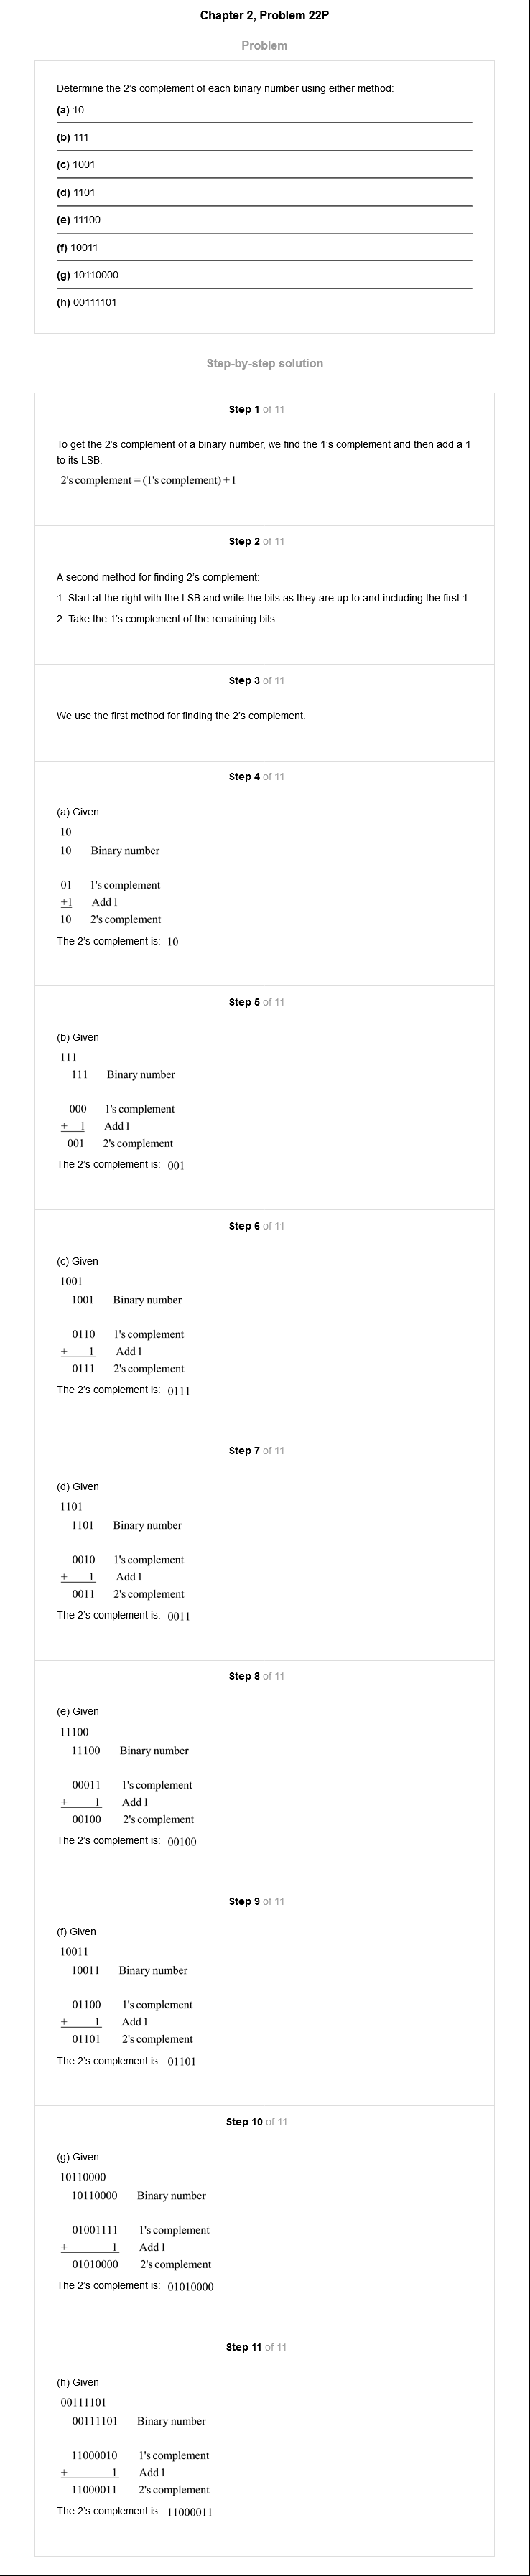 Chapter 2, Problem 22P
Problem
Determine the 2's complement of each binary number using either method:
(a) 10
(b) 111
(c) 1001
(d) 1101
(e) 11100
(f) 10011
(g) 10110000
(h) 00111101
Step-by-step solution
Step 1 of 11
To get the 2's complement of a binary number, we find the 1's complement and then add a 1
to its LSB.
2's complement = (1's complement) + 1
Step 2 of 11
A second method for finding 2's complement:
1. Start at the right with the LSB and write the bits as they are up to and including the first 1.
2. Take the 1's complement of the remaining bits.
Step 3 of 11
We use the first method for finding the 2's complement.
Step 4 of 11
(a) Given
10
10 Binary number
01 1's complement
+1 Add 1
10 2's complement
The 2's complement is: 10
Step 5 of 11
(b) Given
111
111 Binary number
000 1's complement
+ 1 Add 1
001 2's complement
The 2's complement is: 001
Step 6 of 11
(c) Given
1001
1001 Binary number
0110 1's complement
+ 1 Add 1
0111 2's complement
The 2's complement is: 0111
Step 7 of 11
(d) Given
1101
1101 Binary number
0010 1's complement
+ 1 Add 1
0011 2's complement
The 2's complement is: 0011
Step 8 of 11
(e) Given
11100
11100 Binary number
00011 1's complement
+ 1 Add 1
00100 2's complement
The 2's complement is: 00100
Step 9 of 11
(f) Given
10011
10011 Binary number
01100 1's complement
+ 1 Add 1
01101 2's complement
The 2's complement is: 01101
Step 10 of 11
(g) Given
10110000
10110000 Binary number
01001111 1's complement
+ 1 Add 1
01010000 2's complement
The 2's complement is: 01010000
Step 11 of 11
(h) Given
00111101
00111101 Binary number
11000010 1's complement
+ 1 Add 1
11000011 2's complement
The 2's complement is: 11000011